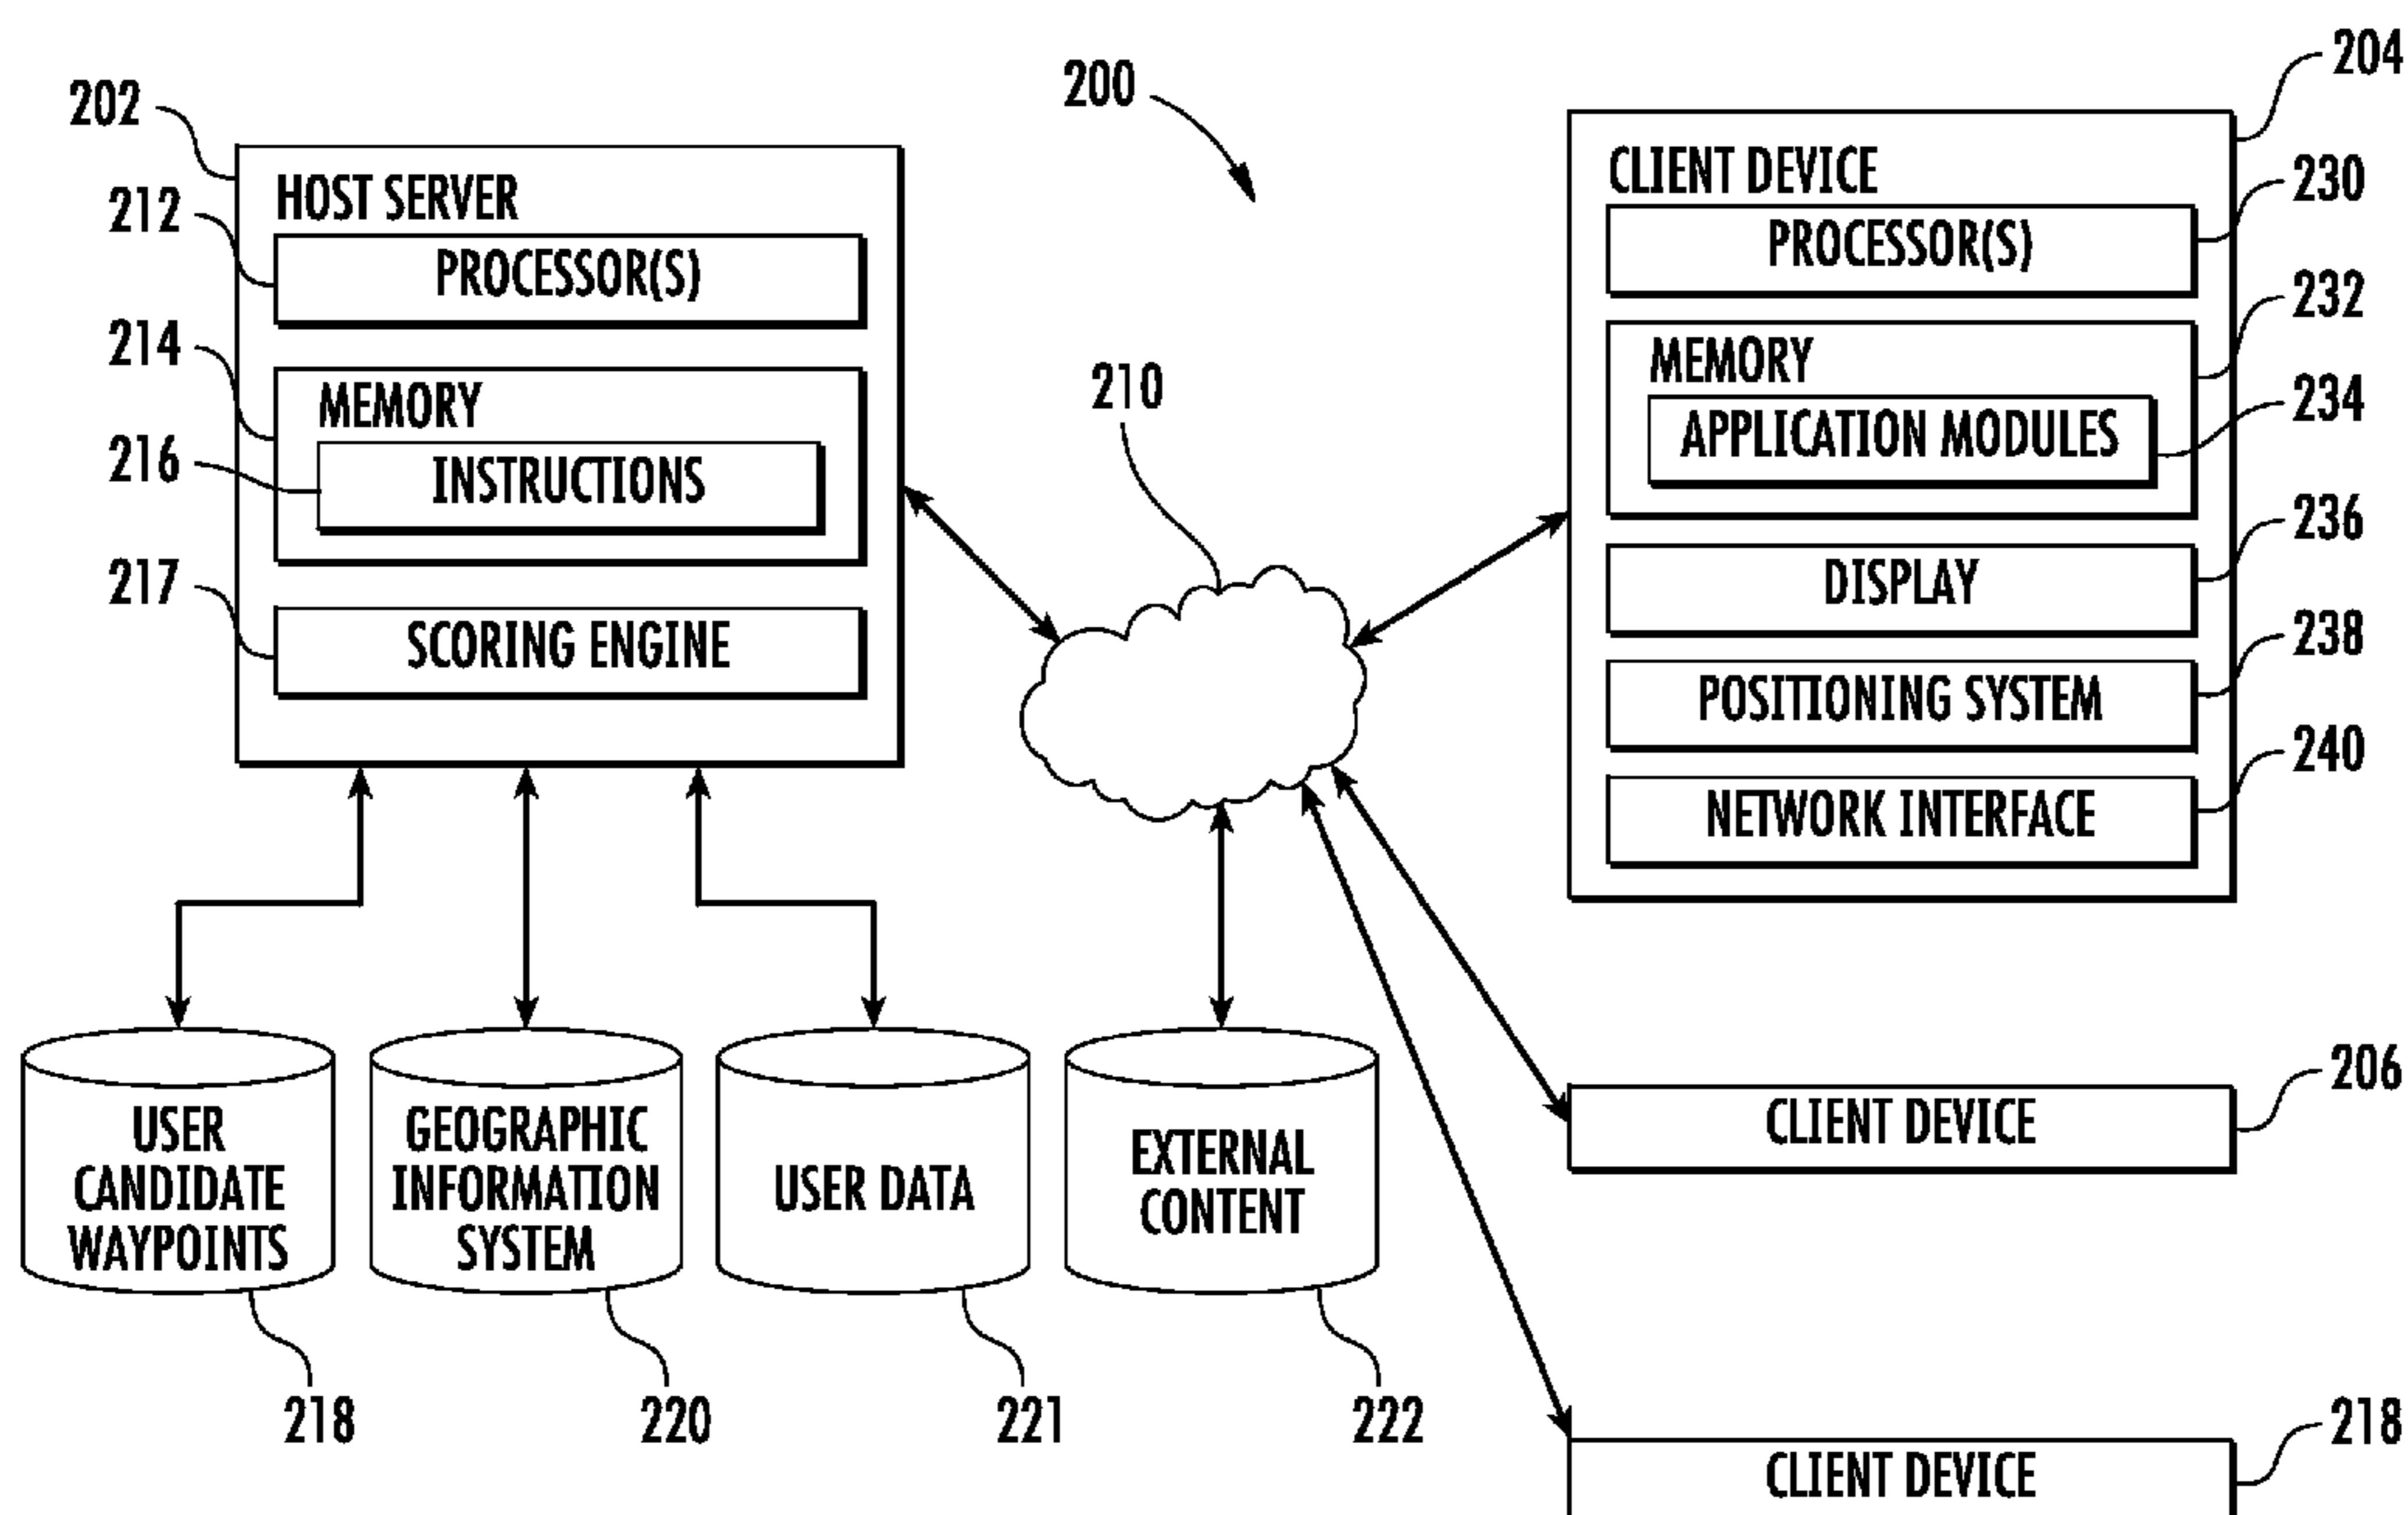 200
202
HOST SERVER
212
PROCESSOR(S)
214
MEMORY
216
INSTRUCTIONS
217
SCORING ENGINE
210
204
CLIENT DEVICE
230
PROCESSOR(S)
232
MEMORY
234
APPLICATION MODULES
236
DISPLAY
238
POSITIONING SYSTEM
240
NETWORK INTERFACE
USER
CANDIDATE
WAYPOINTS
218
GEOGRAPHIC
INFORMATION
SYSTEM
220
USER DATA
221
EXTERNAL
CONTENT
222
206
CLIENT DEVICE
218
CLIENT DEVICE